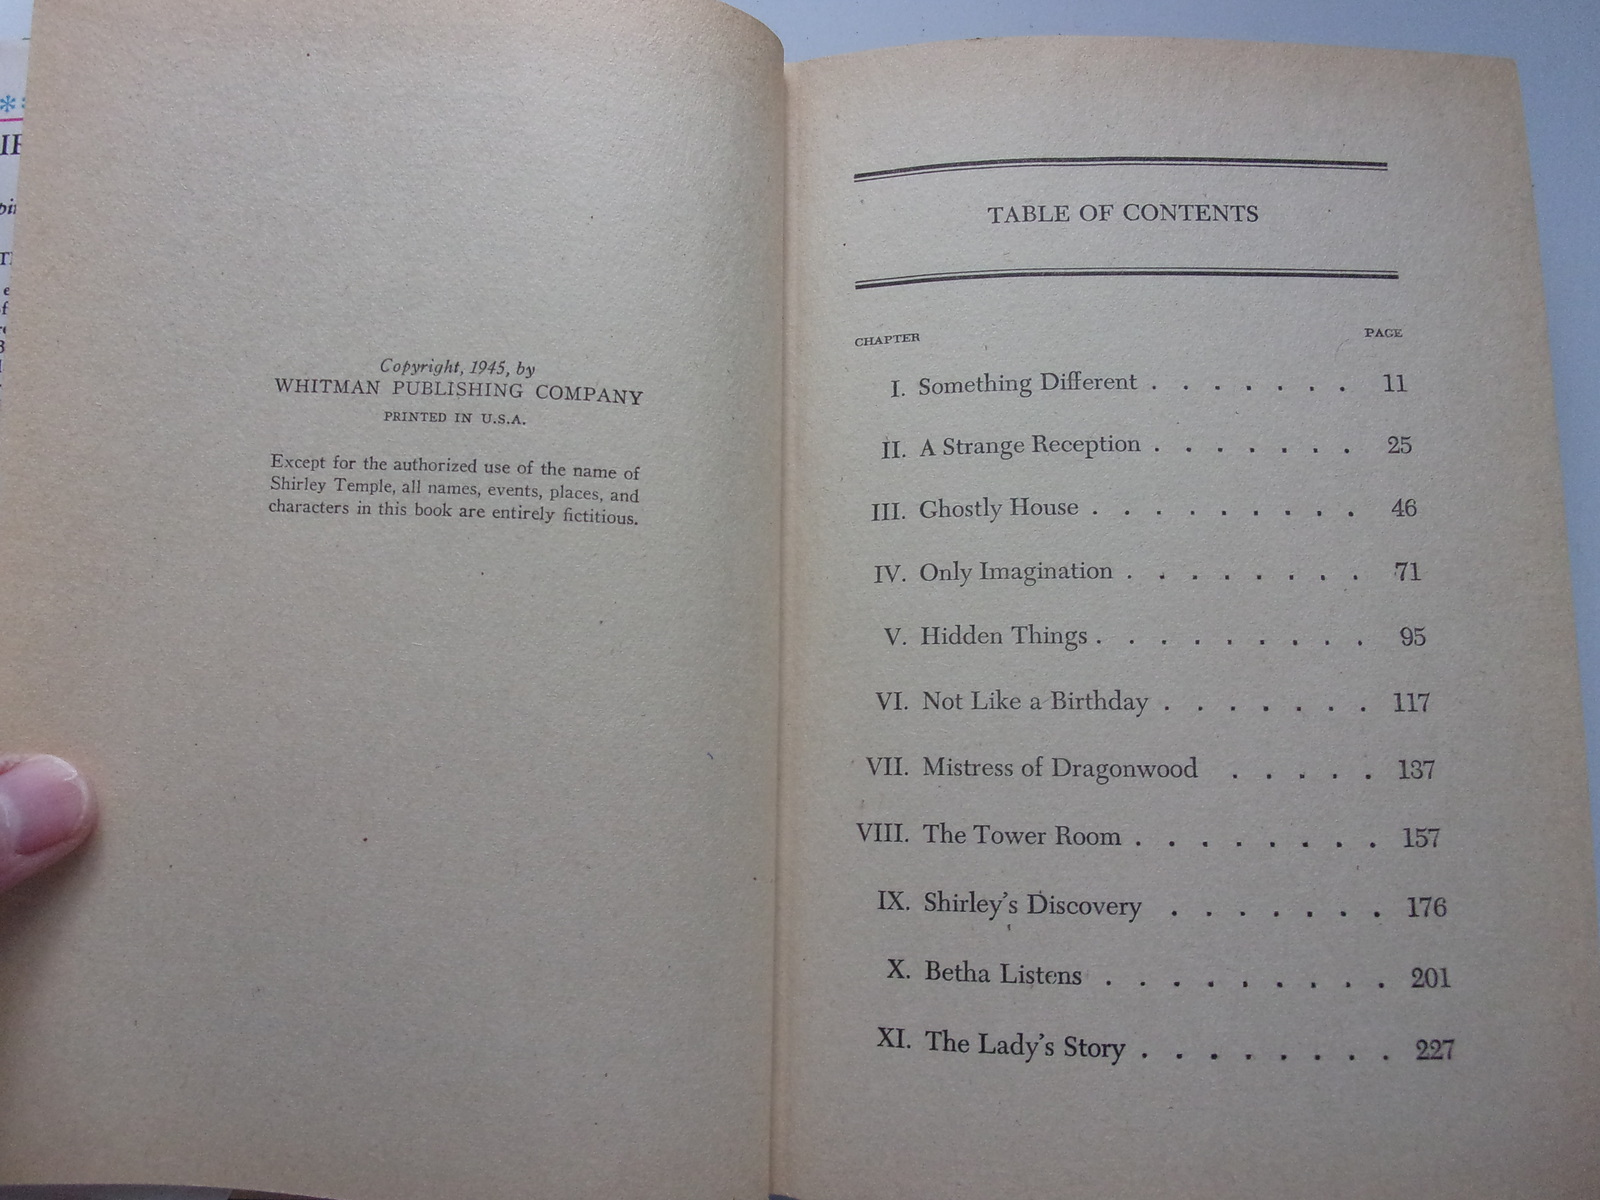 Copyright, 1945, by
WHITMAN PUBLISHING COMPANY
PRINTED IN U.S.A.
Except for the authorized use of the name of
Shirley Temple, all names, events, places, and
characters in this book are entirely fictitious.
TABLE OF CONTENTS
CHAPTER PAGE
I. Something Different . . . . . . . 11
II. A Strange Reception . . . . . . . 25
III. Ghostly House . . . . . . . . . 46
IV. Only Imagination . . . . . . . . 71
V. Hidden Things . . . . . . . . . 95
VI. Not Like a Birthday . . . . . . . 117
VII. Mistress of Dragonwood . . . . . 137
VIII. The Tower Room . . . . . . . . 157
IX. Shirley's Discovery . . . . . . . 176
X. Betha Listens . . . . . . . . . 201
XI. The Lady's Story . . . . . . . . 227